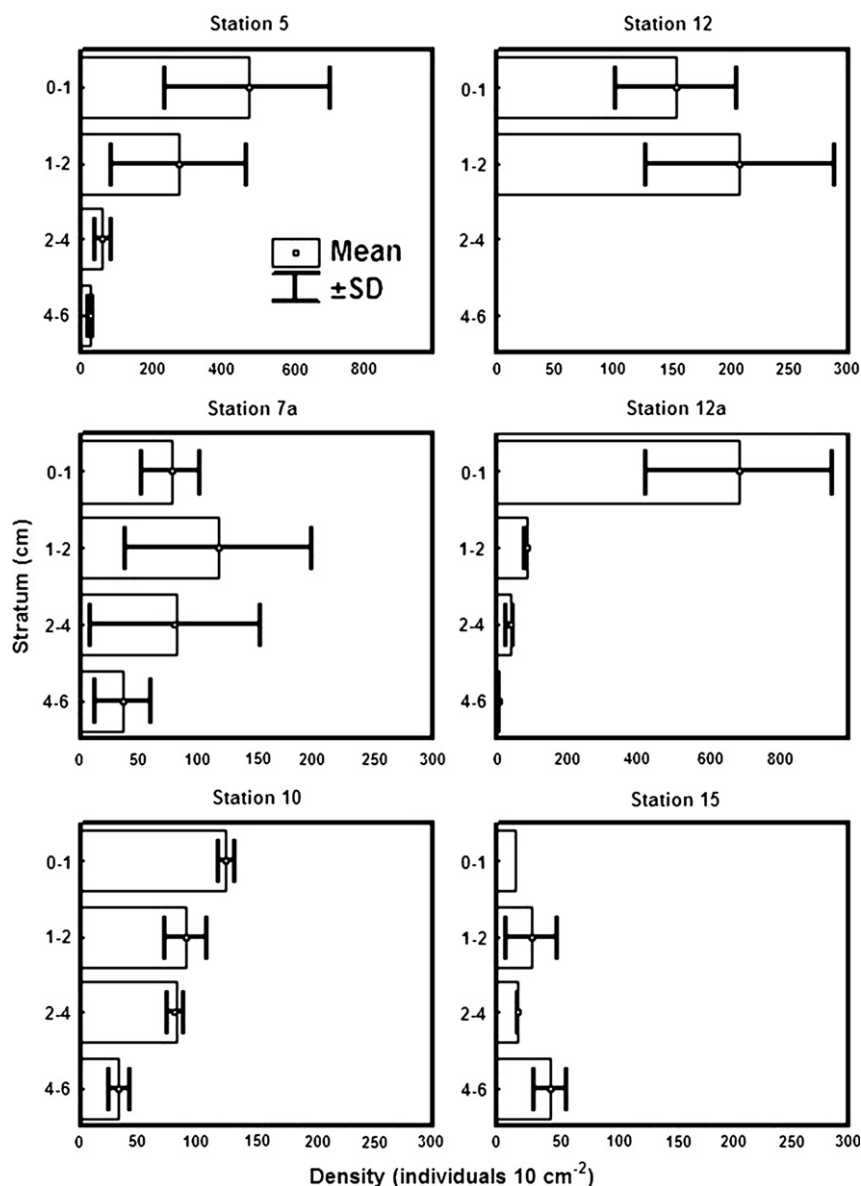 Station 5
Station 12
0-1
1-2
2-4
4-6
Mean
±SD
0 200 400 600 800
0-1
1-2
2-4
4-6
0 50 100 150 200 250 300
Station 7a
Station 12a
Stratum (cm)
0-1
1-2
2-4
4-6
0 50 100 150 200 250 300
0-1
1-2
2-4
4-6
0 200 400 600 800
Station 10
Station 15
0-1
1-2
2-4
4-6
0 50 100 150 200 250 300
0-1
1-2
2-4
4-6
0 50 100 150 200 250 300
Density (individuals 10 cm⁻²)